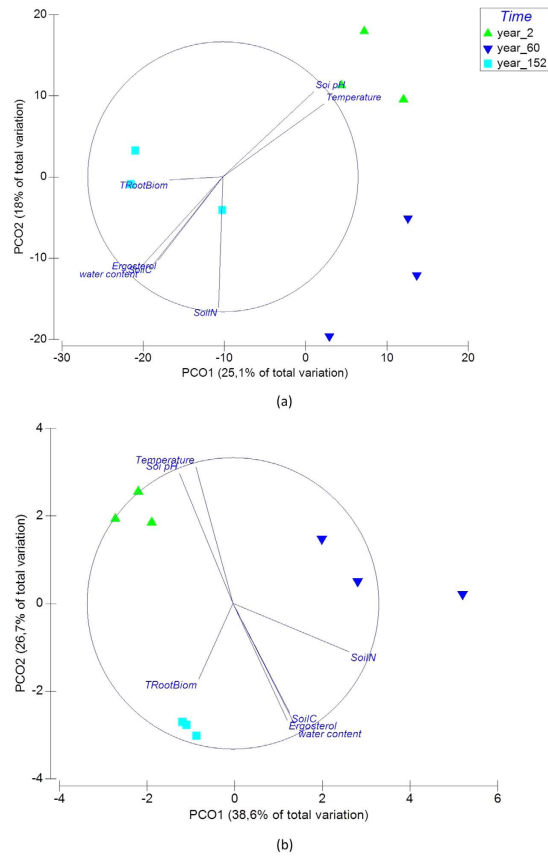 Time
year_2
year_60
year_152
20
10
0
-10
-20
PCO2 (18% of total variation)
Soi pH
Temperature
TRootBiom
Ergosterol
SoilC
water content
SoilN
-30
-20
-10
0
10
20
PCO1 (25,1% of total variation)
(a)
4
2
0
-2
-4
PCO2 (26,7% of total variation)
Temperature
Soi pH
SoilN
TRootBiom
SoilC
Ergosterol
water content
-4
-2
0
2
4
6
PCO1 (38,6% of total variation)
(b)